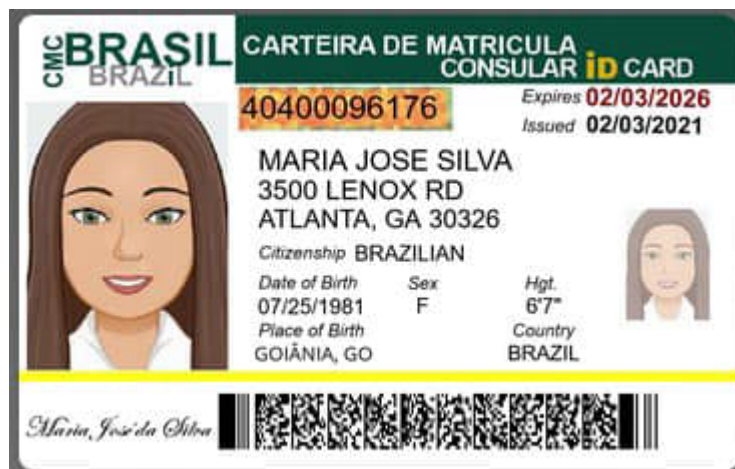 CMC
BRASIL
BRAZiL
CARTEIRA DE MATRICULA
CONSULAR iD CARD
40400096176
Expires 02/03/2026
Issued 02/03/2021
MARIA JOSE SILVA
3500 LENOX RD
ATLANTA, GA 30326
Citizenship BRAZILIAN
Date of Birth Sex Hgt.
07/25/1981 F 6'7"
Place of Birth Country
GOIÂNIA, GO BRAZIL
Maria José da Silva